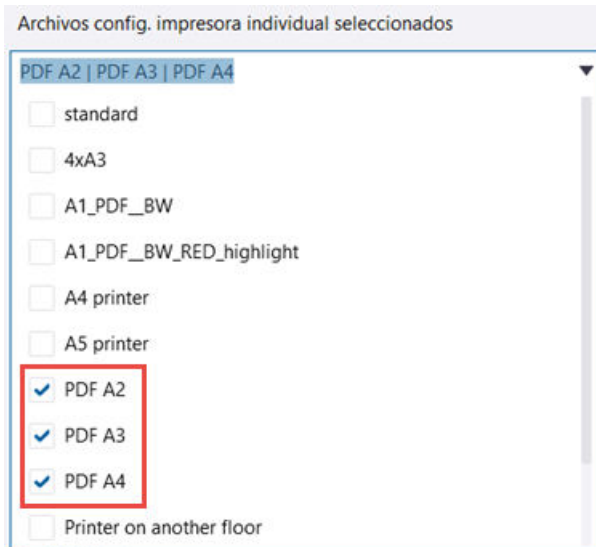 Archivos config. impresora individual seleccionados
PDF A2 | PDF A3 | PDF A4
standard
4xA3
A1_PDF__BW
A1_PDF__BW_RED_highlight
A4 printer
A5 printer
PDF A2
PDF A3
PDF A4
Printer on another floor